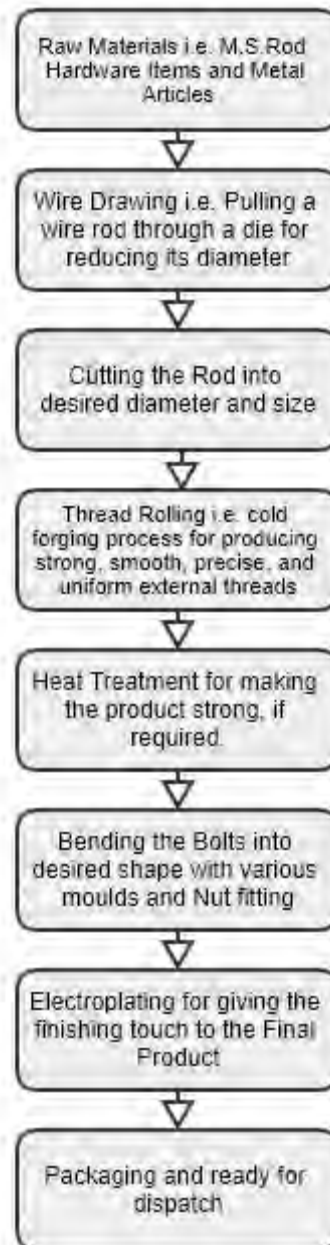 Raw Materials i.e. M.S.Rod
Hardware Items and Metal
Articles
Wire Drawing i.e. Pulling a
wire rod through a die for
reducing its diameter
Cutting the Rod into
desired diameter and size
Thread Rolling i.e. cold
forging process for producing
strong, smooth, precise, and
uniform external threads
Heat Treatment for making
the product strong, if
required.
Bending the Bolts into
desired shape with various
moulds and Nut fitting
Electroplating for giving the
finishing touch to the Final
Product
Packaging and ready for
dispatch